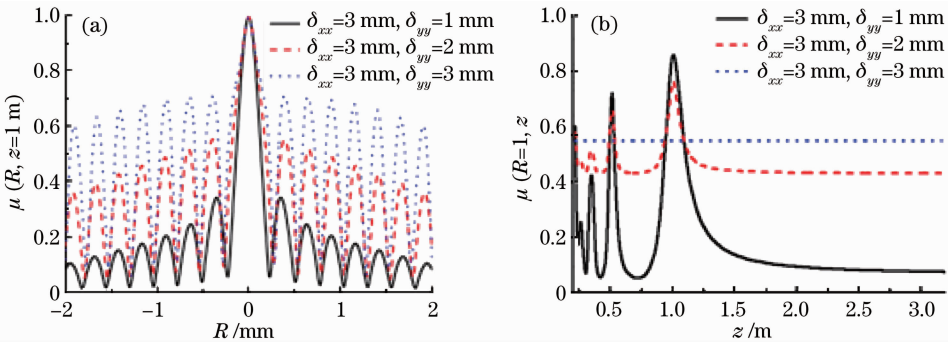 (a)
δxx=3 mm, δyy=1 mm
δxx=3 mm, δyy=2 mm
δxx=3 mm, δyy=3 mm
1.0
0.8
0.6
0.4
0.2
0
μ (R, z=1 m)
−2
−1
0
1
2
R /mm
(b)
δxx=3 mm, δyy=1 mm
δxx=3 mm, δyy=2 mm
δxx=3 mm, δyy=3 mm
1.0
0.8
0.6
0.4
0.2
0
μ (R=1, z
0.5
1.0
1.5
2.0
2.5
3.0
z /m